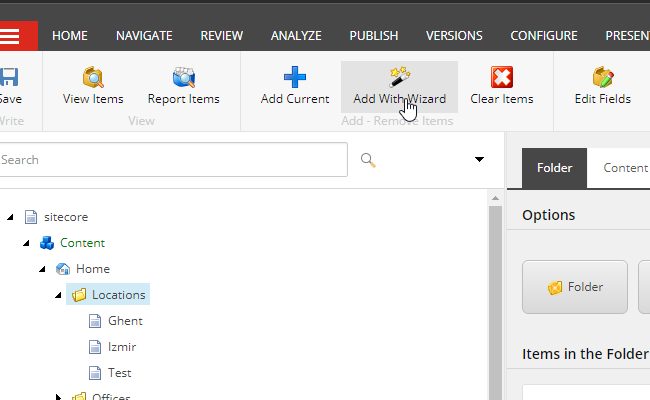 HOME NAVIGATE REVIEW ANALYZE PUBLISH VERSIONS CONFIGURE PRESEN
Save View Items Report Items Add Current Add With Wizard Clear Items Edit Fields
Write View Add - Remove Items
Search
Folder Content
sitecore
Options
Content
Home
Folder
Locations
Ghent
Izmir
Items in the Folder
Test
Offices